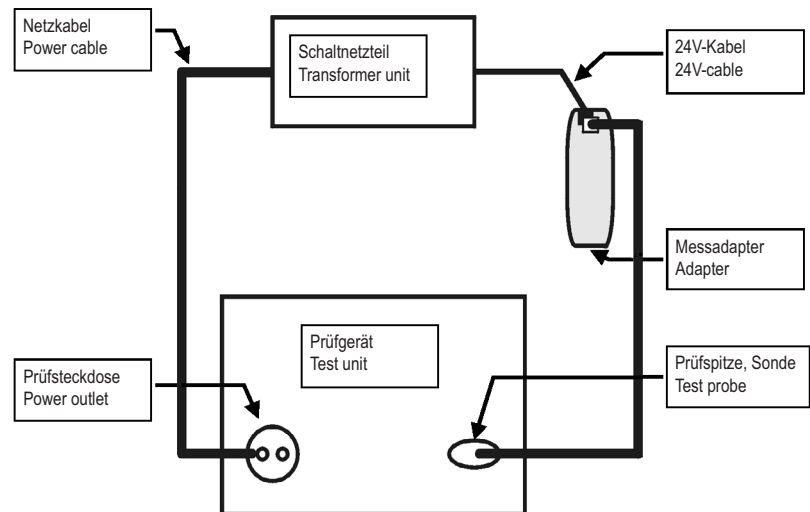 Netzkabel
Power cable
Schaltnetzteil
Transformer unit
24V-Kabel
24V-cable
Messadapter
Adapter
Prüfgerät
Test unit
Prüfsteckdose
Power outlet
Prüfspitze, Sonde
Test probe